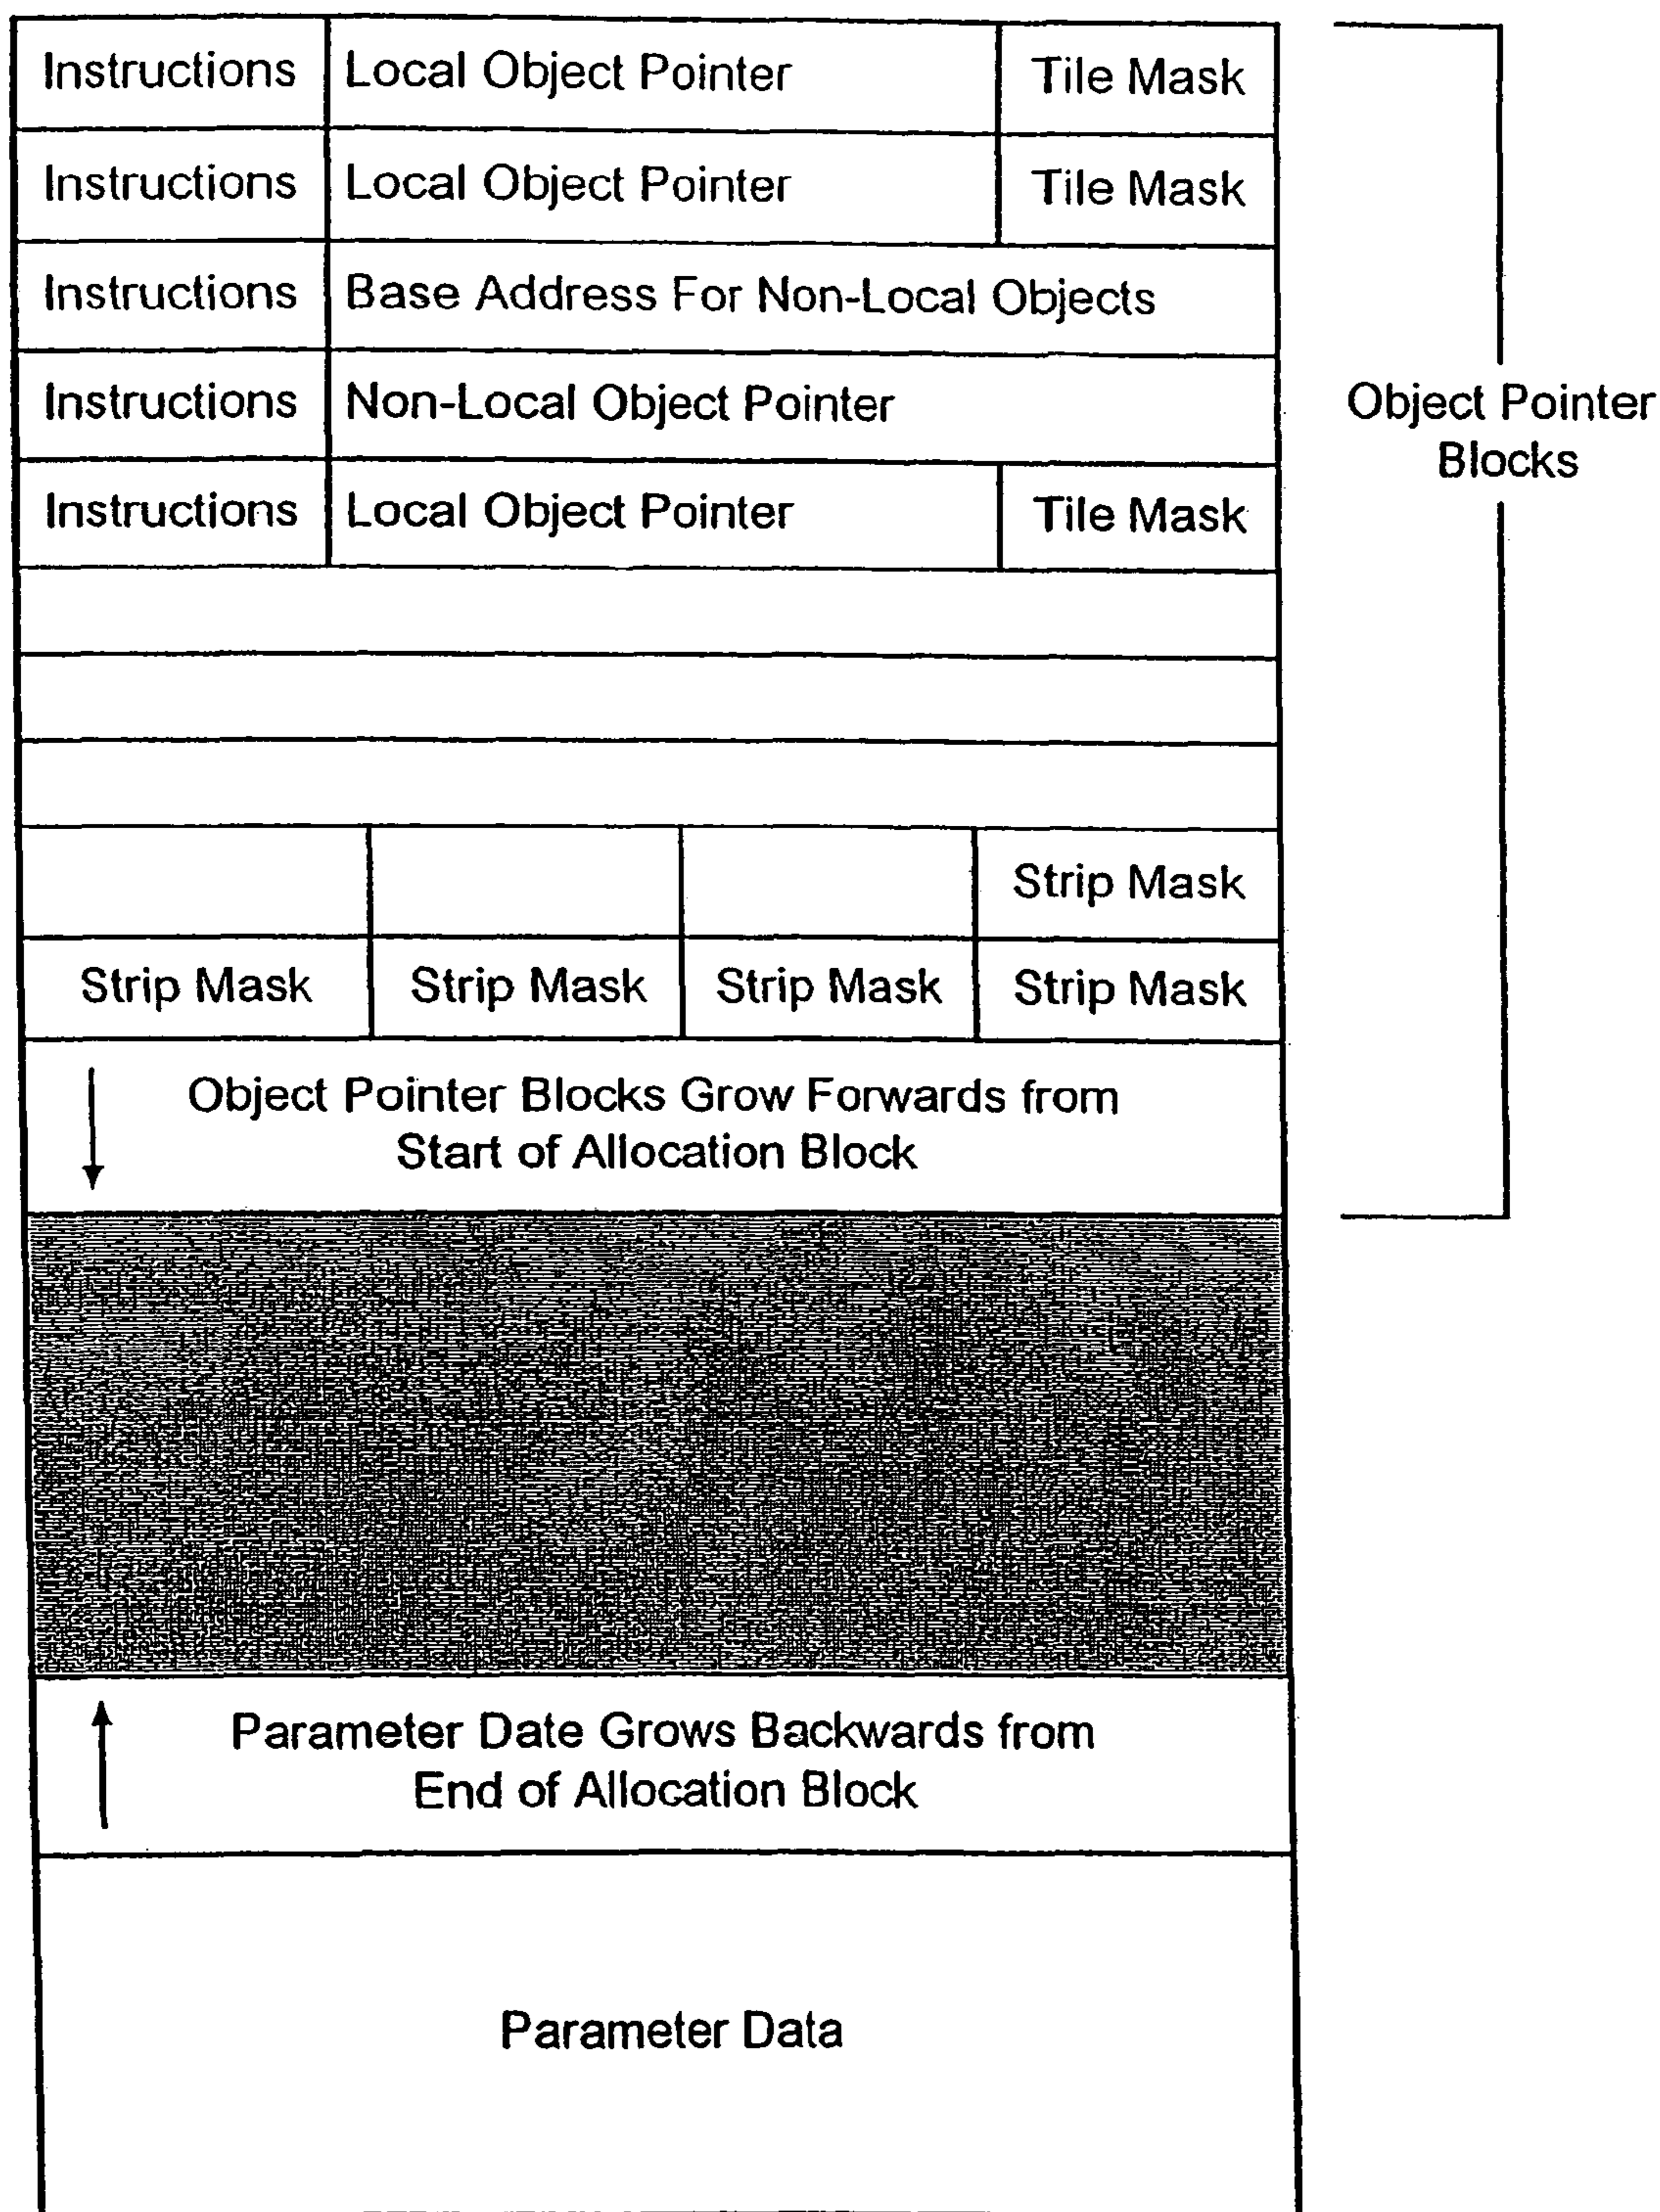 Instructions Local Object Pointer Tile Mask
Instructions Local Object Pointer Tile Mask
Instructions Base Address For Non-Local Objects
Instructions Non-Local Object Pointer
Instructions Local Object Pointer Tile Mask
Object Pointer
Blocks
Strip Mask
Strip Mask Strip Mask Strip Mask Strip Mask
Object Pointer Blocks Grow Forwards from
Start of Allocation Block
Parameter Date Grows Backwards from
End of Allocation Block
Parameter Data